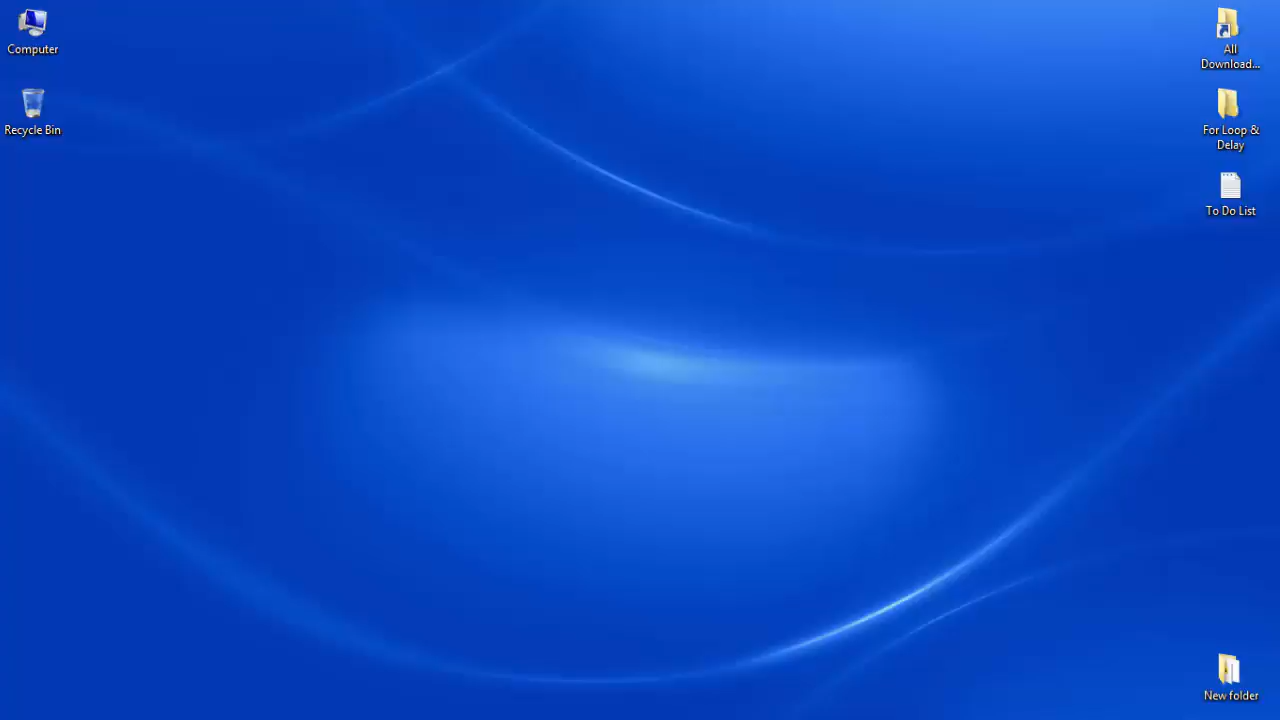 Computer
Recycle Bin
All
Download...
For Loop &
Delay
To Do List
New folder